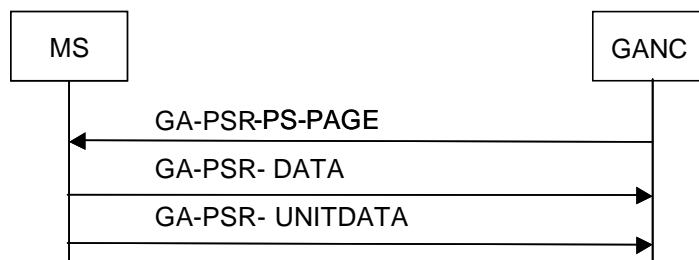 MS
GANC
GA-PSR-PS-PAGE
GA-PSR- DATA
GA-PSR- UNITDATA